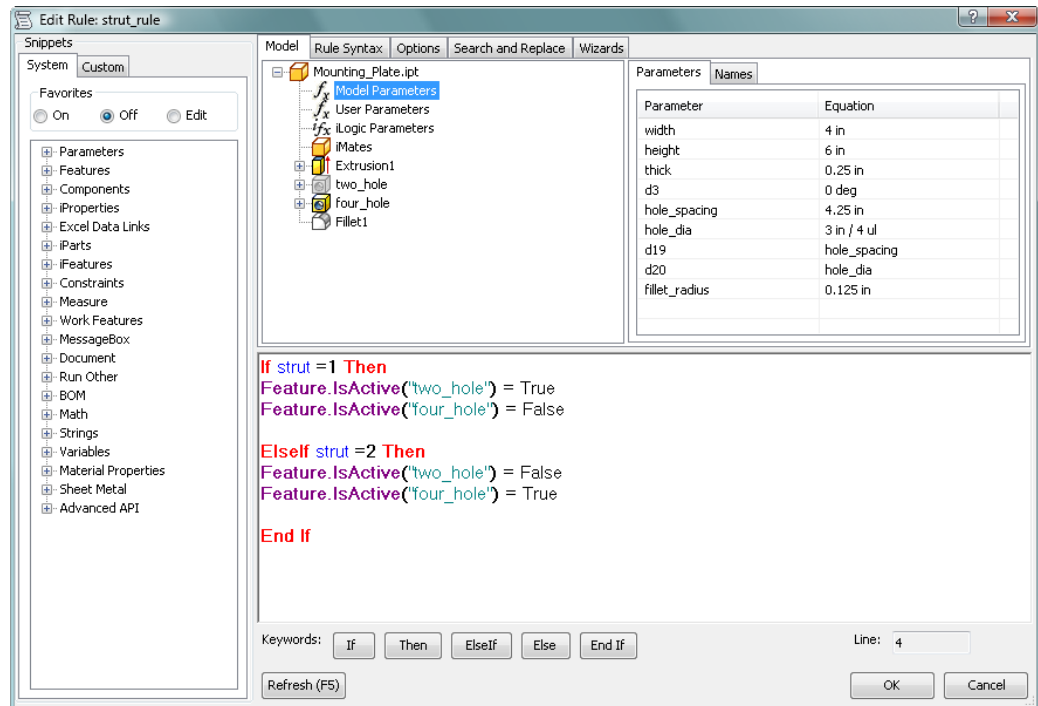 Edit Rule: strut_rule
Snippets
System Custom
Favorites
On Off Edit
Parameters
Features
Components
iProperties
Excel Data Links
iParts
iFeatures
Constraints
Measure
Work Features
MessageBox
Document
Run Other
BOM
Math
Strings
Variables
Material Properties
Sheet Metal
Advanced API
Model Rule Syntax Options Search and Replace Wizards
Mounting_Plate.ipt
fx Model Parameters
fx User Parameters
ifx iLogic Parameters
iMates
Extrusion1
two_hole
four_hole
Fillet1
Parameters Names
Parameter Equation
width 4 in
height 6 in
thick 0.25 in
d3 0 deg
hole_spacing 4.25 in
hole_dia 3 in / 4 ul
d19 hole_spacing
d20 hole_dia
fillet_radius 0.125 in
If strut =1 Then
Feature.IsActive("two_hole") = True
Feature.IsActive("four_hole") = False
ElseIf strut =2 Then
Feature.IsActive("two_hole") = False
Feature.IsActive("four_hole") = True
End If
Keywords: If Then ElseIf Else End If Line: 4
Refresh (F5) OK Cancel